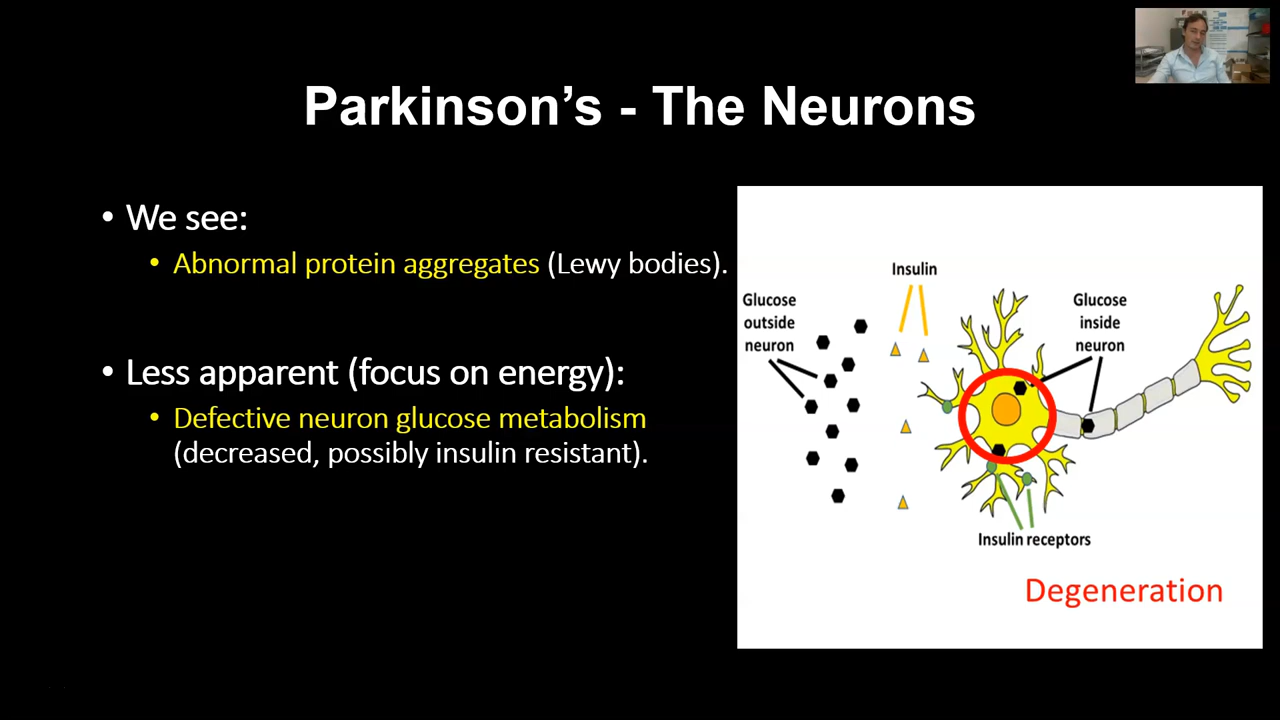 Parkinson’s - The Neurons
• We see:
• Abnormal protein aggregates (Lewy bodies).
• Less apparent (focus on energy):
• Defective neuron glucose metabolism
(decreased, possibly insulin resistant).
Insulin
Glucose
outside
neuron
Glucose
inside
neuron
Insulin receptors
Degeneration